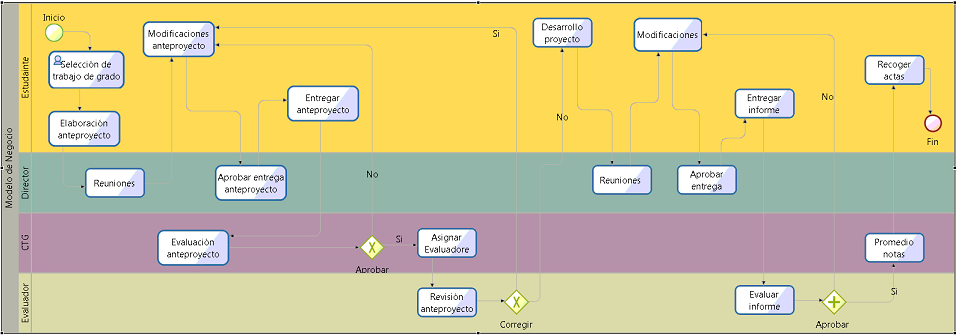 Modelo de Negocio
Estudiante
Inicio
Selección de
trabajo de grado
Elaboración
anteproyecto
Modificaciones
anteproyecto
Entregar
anteproyecto
Si
No
Desarrollo
proyecto
No
Modificaciones
Entregar
informe
No
Recoger
actas
Fin
Director
Reuniones
Aprobar entrega
anteproyecto
Reuniones
Aprobar
entrega
CTG
Evaluación
anteproyecto
Aprobar
Si
Asignar
Evaluadore
Promedio
notas
Evaluador
Revisión
anteproyecto
Corregir
Evaluar
informe
Aprobar
Si